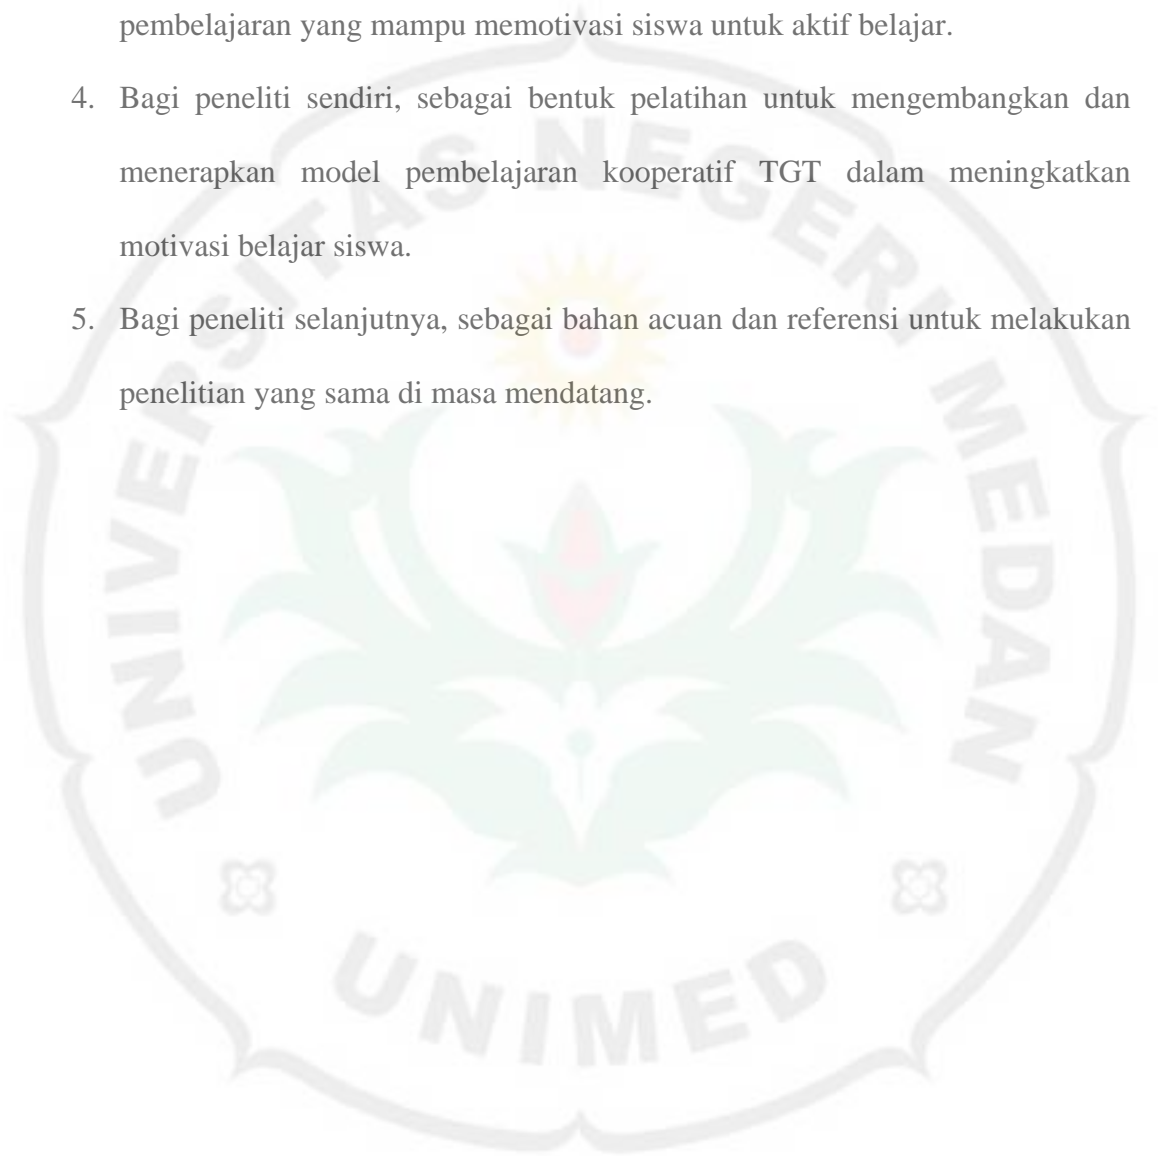 pembelajaran yang mampu memotivasi siswa untuk aktif belajar.
4. Bagi peneliti sendiri, sebagai bentuk pelatihan untuk mengembangkan dan
menerapkan model pembelajaran kooperatif TGT dalam meningkatkan
motivasi belajar siswa.
5. Bagi peneliti selanjutnya, sebagai bahan acuan dan referensi untuk melakukan
penelitian yang sama di masa mendatang.
UNIVERSITAS NEGERI MEDAN
UNIMED